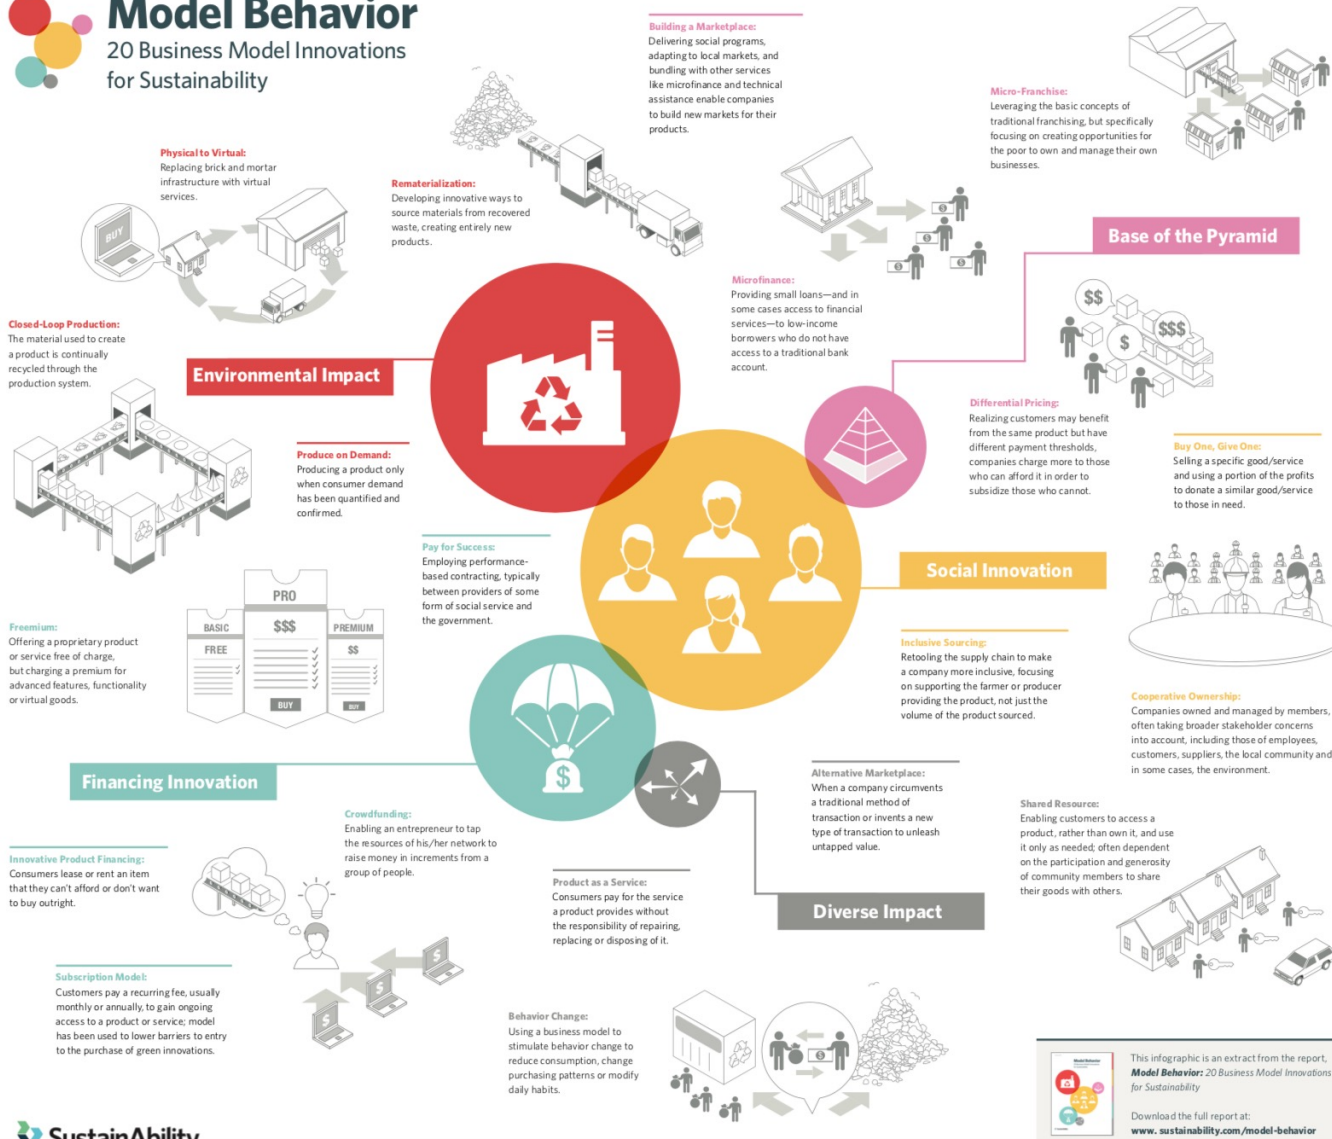 Model Behavior
20 Business Model Innovations
for Sustainability
Building a Marketplace:
Delivering social programs,
adapting to local markets, and
bundling with other services
like microfinance and technical
assistance enable companies
to build new markets for their
products.
Micro-Franchise:
Leveraging the basic concepts of
traditional franchising, but specifically
focusing on creating opportunities for
the poor to own and manage their own
businesses.
Physical to Virtual:
Replacing brick and mortar
infrastructure with virtual
services.
BUY
Rematerialization:
Developing innovative ways to
source materials from recovered
waste, creating entirely new
products.
Base of the Pyramid
Microfinance:
Providing small loans—and in
some cases access to financial
services—to low-income
borrowers who do not have
access to a traditional bank
account.
$
$
$
$
$$
$
$$$
Closed-Loop Production:
The material used to create
a product is continually
recycled through the
production system.
Environmental Impact
Differential Pricing:
Realizing customers may benefit
from the same product but have
different payment thresholds,
companies charge more to those
who can afford it in order to
subsidize those who cannot.
Buy One, Give One:
Selling a specific good/service
and using a portion of the profits
to donate a similar good/service
to those in need.
Produce on Demand:
Producing a product only
when consumer demand
has been quantified and
confirmed.
Pay for Success:
Employing performance-
based contracting, typically
between providers of some
form of social service and
the government.
Social Innovation
Freemium:
Offering a proprietary product
or service free of charge,
but charging a premium for
advanced features, functionality
or virtual goods.
BASIC
FREE
PRO
$$$
BUY
PREMIUM
$$
BUY
Inclusive Sourcing:
Retooling the supply chain to make
a company more inclusive, focusing
on supporting the farmer or producer
providing the product, not just the
volume of the product sourced.
Cooperative Ownership:
Companies owned and managed by members,
often taking broader stakeholder concerns
into account, including those of employees,
customers, suppliers, the local community and
in some cases, the environment.
Financing Innovation
$
Alternative Marketplace:
When a company circumvents
a traditional method of
transaction or invents a new
type of transaction to unleash
untapped value.
Shared Resource:
Enabling customers to access a
product, rather than own it, and use
it only as needed; often dependent
on the participation and generosity
of community members to share
their goods with others.
Crowdfunding:
Enabling an entrepreneur to tap
the resources of his/her network to
raise money in increments from a
group of people.
Innovative Product Financing:
Consumers lease or rent an item
that they can't afford or don't want
to buy outright.
Product as a Service:
Consumers pay for the service
a product provides without
the responsibility of repairing,
replacing or disposing of it.
Diverse Impact
Subscription Model:
Customers pay a recurring fee, usually
monthly or annually, to gain ongoing
access to a product or service; model
has been used to lower barriers to entry
to the purchase of green innovations.
$
$
$
Behavior Change:
Using a business model to
stimulate behavior change to
reduce consumption, change
purchasing patterns or modify
daily habits.
$
Model Behavior
This infographic is an extract from the report,
Model Behavior: 20 Business Model Innovations
for Sustainability
Download the full report at:
www. sustainability.com/model-behavior
SustainAbility